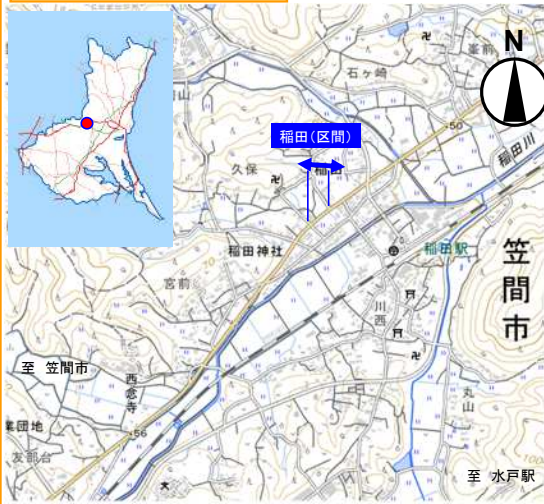 峯前
石ヶ崎
N
山
50
稲田川
稲田(区間)
久保
稲田
稲田神社
稲田駅
笠間市
宮前
川西
至 笠間市
西念寺
丸山
業団地
56
友部台
至 水戸駅